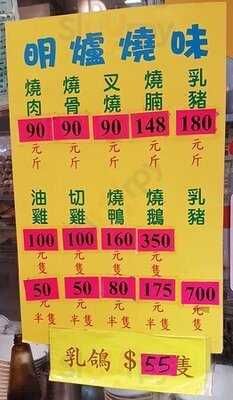 明爐燒味
燒肉 燒骨 叉燒 燒腩 乳豬
90 90 90 148 180
元斤 元斤 元斤 元斤 元斤
油雞 切雞 燒鴨 燒鵝 乳豬
100 100 160 350
元隻 元隻 元隻 元隻
50 50 80 175 700
元半隻 元半隻 元半隻 元半隻 元隻
乳鴿 $55隻